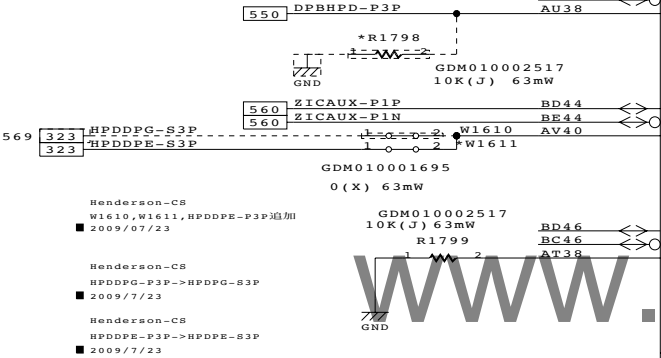 550 DPBHPD-P3P AU38
*R1798
1 2
GND
GDM010002517
10K(J) 63mW
560 ZICAUX-P1P BD44
560 ZICAUX-P1N BE44
569 323 HPDDPG-S3P 1 2 W1610 AV40
323 *HPDDPE-S3P 1 2 *W1611
GDM010001695
0(X) 63mW
Henderson-CS
W1610,W1611,HPDDPE-P3P追加
■ 2009/07/23
GDM010002517
10K(J) 63mW
R1799
1 2
BD46
BC46
AT38
GND
Henderson-CS
HPDDPG-P3P->HPDPG-S3P
■ 2009/7/23
Henderson-CS
HPDDPE-P3P->HPDPE-S3P
■ 2009/7/23
www.